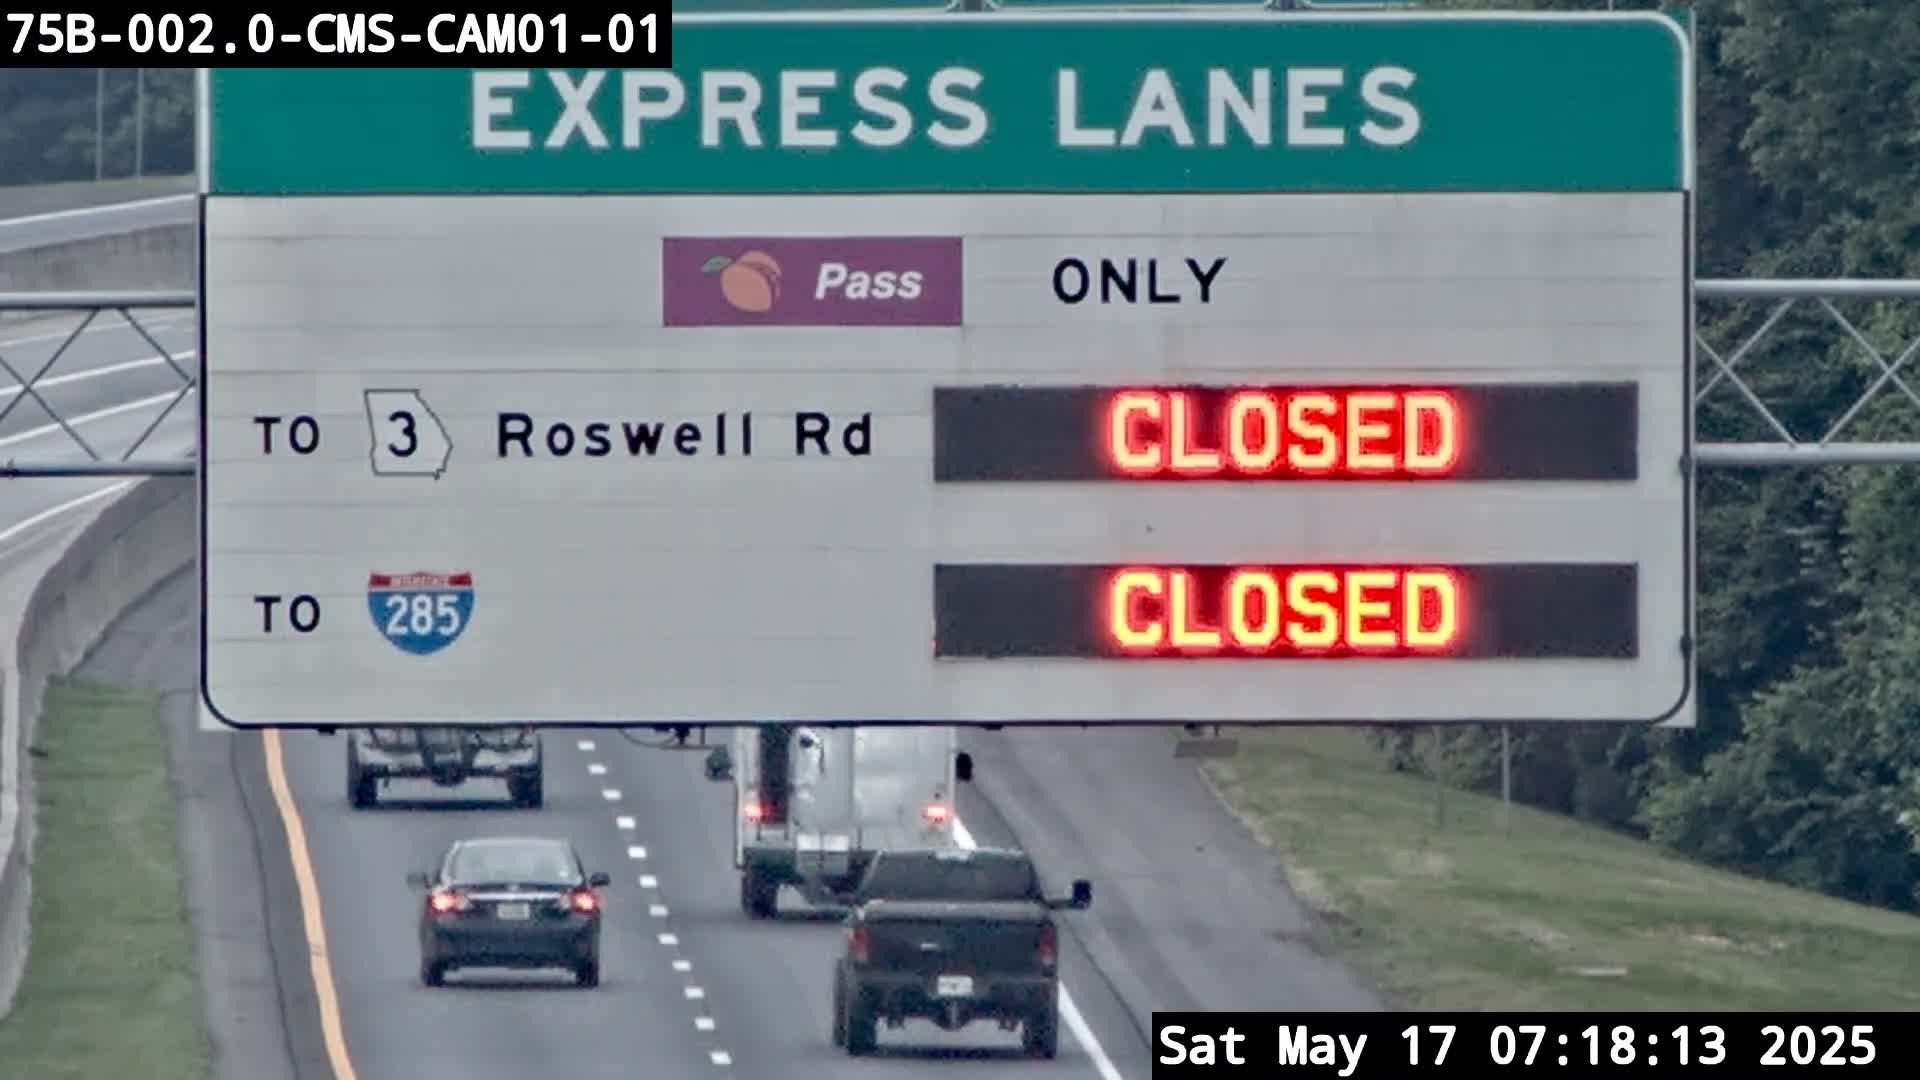 75B-002.0-CMS-CAM01-01
EXPRESS LANES
Pass ONLY
TO 3 Roswell Rd CLOSED
TO INTERSTATE 285 CLOSED
Sat May 17 07:18:13 2025